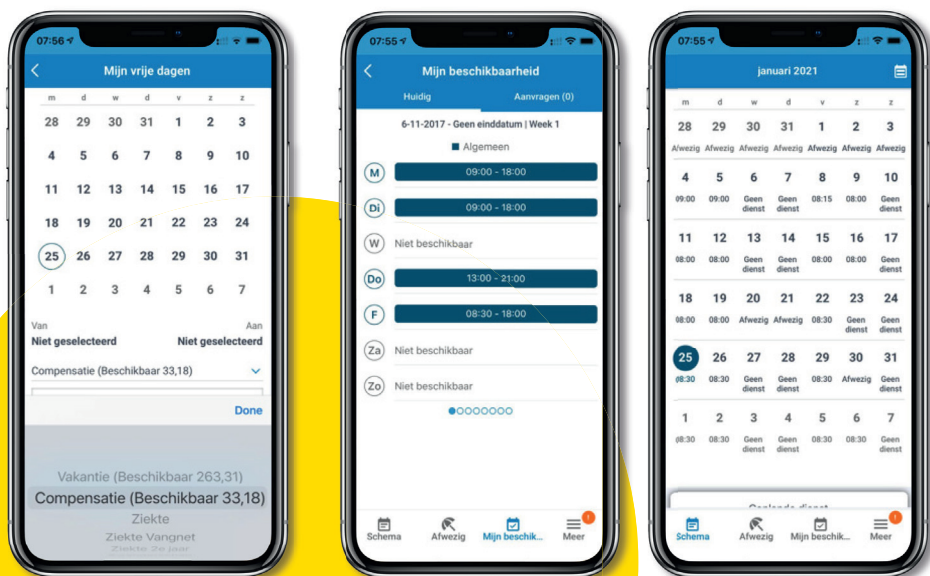 07:56
Mijn vrije dagen
m d w d v z z
28 29 30 31 1 2 3
4 5 6 7 8 9 10
11 12 13 14 15 16 17
18 19 20 21 22 23 24
25 26 27 28 29 30 31
1 2 3 4 5 6 7
Van Aan
Niet geselecteerd Niet geselecteerd
Compensatie (Beschikbaar 33,18)
Done
Vakantie (Beschikbaar 263,31)
Compensatie (Beschikbaar 33,18)
Ziekte
Ziekte Vangnet
Ziekte 2e jaar
07:55
Mijn beschikbaarheid
Huidig Aanvragen (0)
6-11-2017 - Geen einddatum | Week 1
Algemeen
M 09:00 - 18:00
Di 09:00 - 18:00
W Niet beschikbaar
Do 13:00 - 21:00
F 08:30 - 18:00
Za Niet beschikbaar
Zo Niet beschikbaar
Schema Afwezig Mijn beschik... Meer
1
07:55
januari 2021
m d w d v z z
28 29 30 31 1 2 3
Afwezig Afwezig Afwezig Afwezig Afwezig Afwezig Afwezig
4 5 6 7 8 9 10
09:00 09:00 Geen dienst Geen dienst 08:15 08:00 Geen dienst
11 12 13 14 15 16 17
08:00 08:00 Geen dienst Geen dienst 08:00 08:00 Geen dienst
18 19 20 21 22 23 24
08:00 08:00 Afwezig Afwezig 08:30 Geen dienst Geen dienst
25 26 27 28 29 30 31
08:30 08:30 Geen dienst Geen dienst 08:30 Afwezig Geen dienst
1 2 3 4 5 6 7
08:30 08:30 Geen dienst Geen dienst 08:30 08:30 Geen dienst
Schema Afwezig Mijn beschik... Meer
1